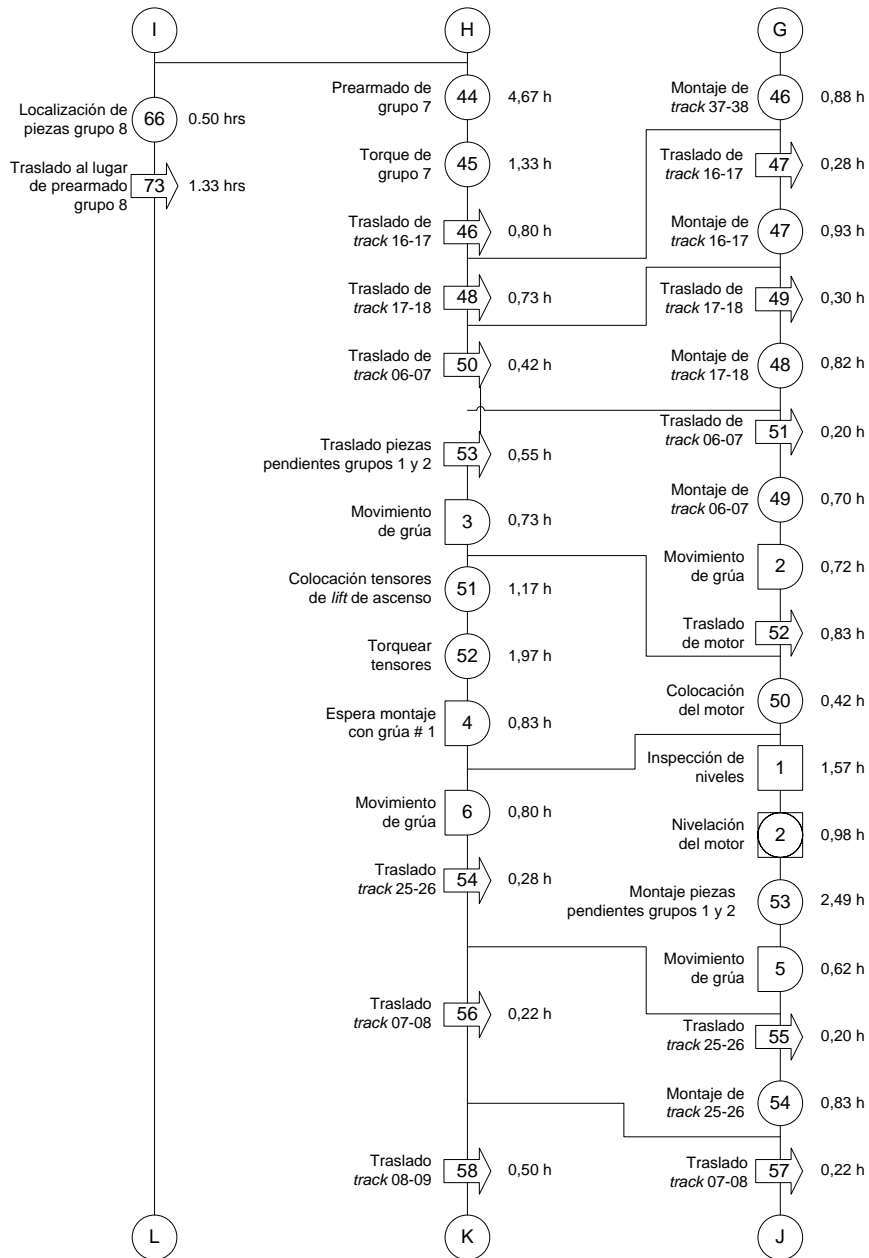 I
H
G
Localización de
piezas grupo 8
66
0.50 hrs
Traslado al lugar
de prearmado
grupo 8
73
1.33 hrs
L
Prearmado de
grupo 7
44
4,67 h
Torque de
grupo 7
45
1,33 h
Traslado de
track 16-17
46
0,80 h
Traslado de
track 17-18
48
0,73 h
Traslado de
track 06-07
50
0,42 h
Traslado piezas
pendientes grupos 1 y 2
53
0,55 h
Movimiento
de grúa
3
0,73 h
Colocación tensores
de lift de ascenso
51
1,17 h
Torquear
tensores
52
1,97 h
Espera montaje
con grúa # 1
4
0,83 h
Movimiento
de grúa
6
0,80 h
Traslado
track 25-26
54
0,28 h
Traslado
track 07-08
56
0,22 h
Traslado
track 08-09
58
0,50 h
K
Montaje de
track 37-38
46
0,88 h
Traslado de
track 16-17
47
0,28 h
Montaje de
track 16-17
47
0,93 h
Traslado de
track 17-18
49
0,30 h
Montaje de
track 17-18
48
0,82 h
Traslado de
track 06-07
51
0,20 h
Montaje de
track 06-07
49
0,70 h
Movimiento
de grúa
2
0,72 h
Traslado
de motor
52
0,83 h
Colocación
del motor
50
0,42 h
Inspección de
niveles
1
1,57 h
Nivelación
del motor
2
0,98 h
Montaje piezas
pendientes grupos 1 y 2
53
2,49 h
Movimiento
de grúa
5
0,62 h
Traslado
track 25-26
55
0,20 h
Montaje de
track 25-26
54
0,83 h
Traslado
track 07-08
57
0,22 h
J